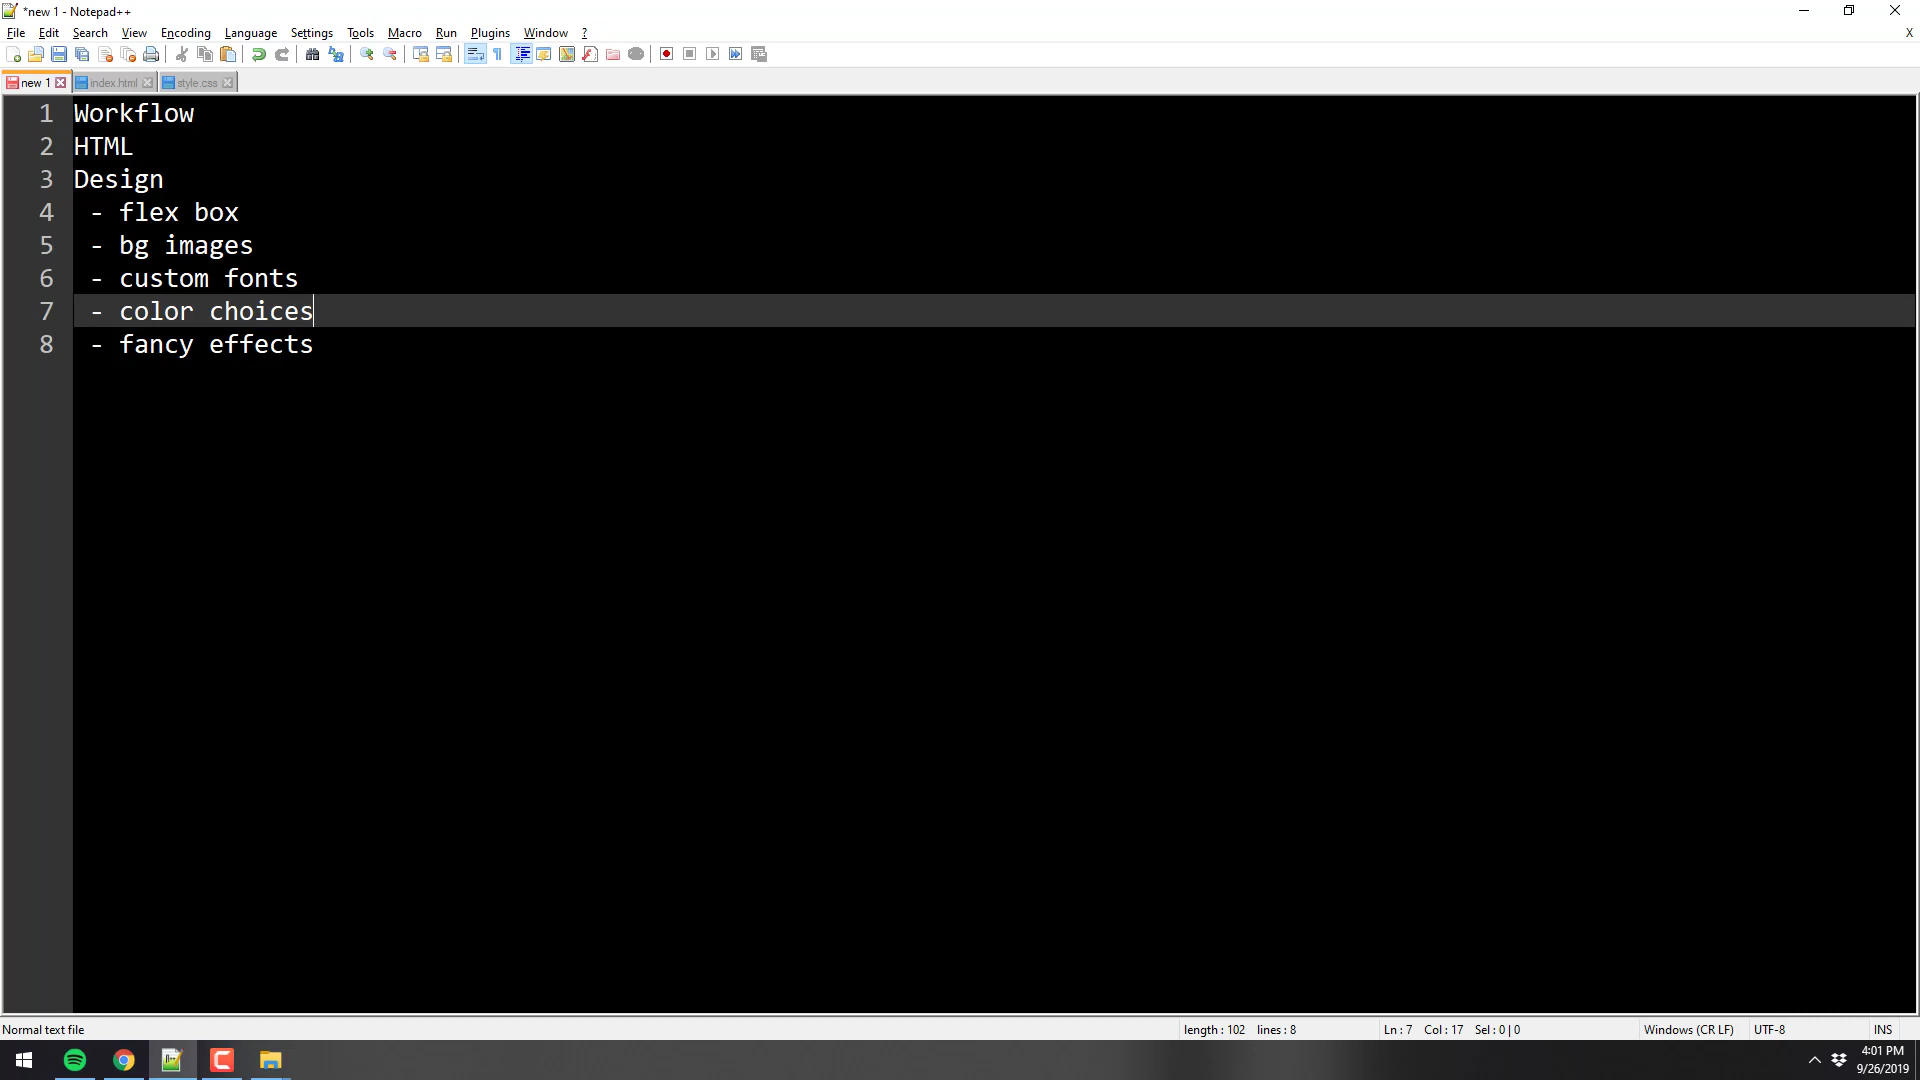 *new 1 - Notepad++
File Edit Search View Encoding Language Settings Tools Macro Run Plugins Window ? X
new 1 index.html style.css
1 Workflow
2 HTML
3 Design
4 - flex box
5 - bg images
6 - custom fonts
7 - color choices
8 - fancy effects
Normal text file length : 102 lines : 8 Ln : 7 Col : 17 Sel : 0 | 0 Windows (CR LF) UTF-8 INS
4:01 PM
9/26/2019